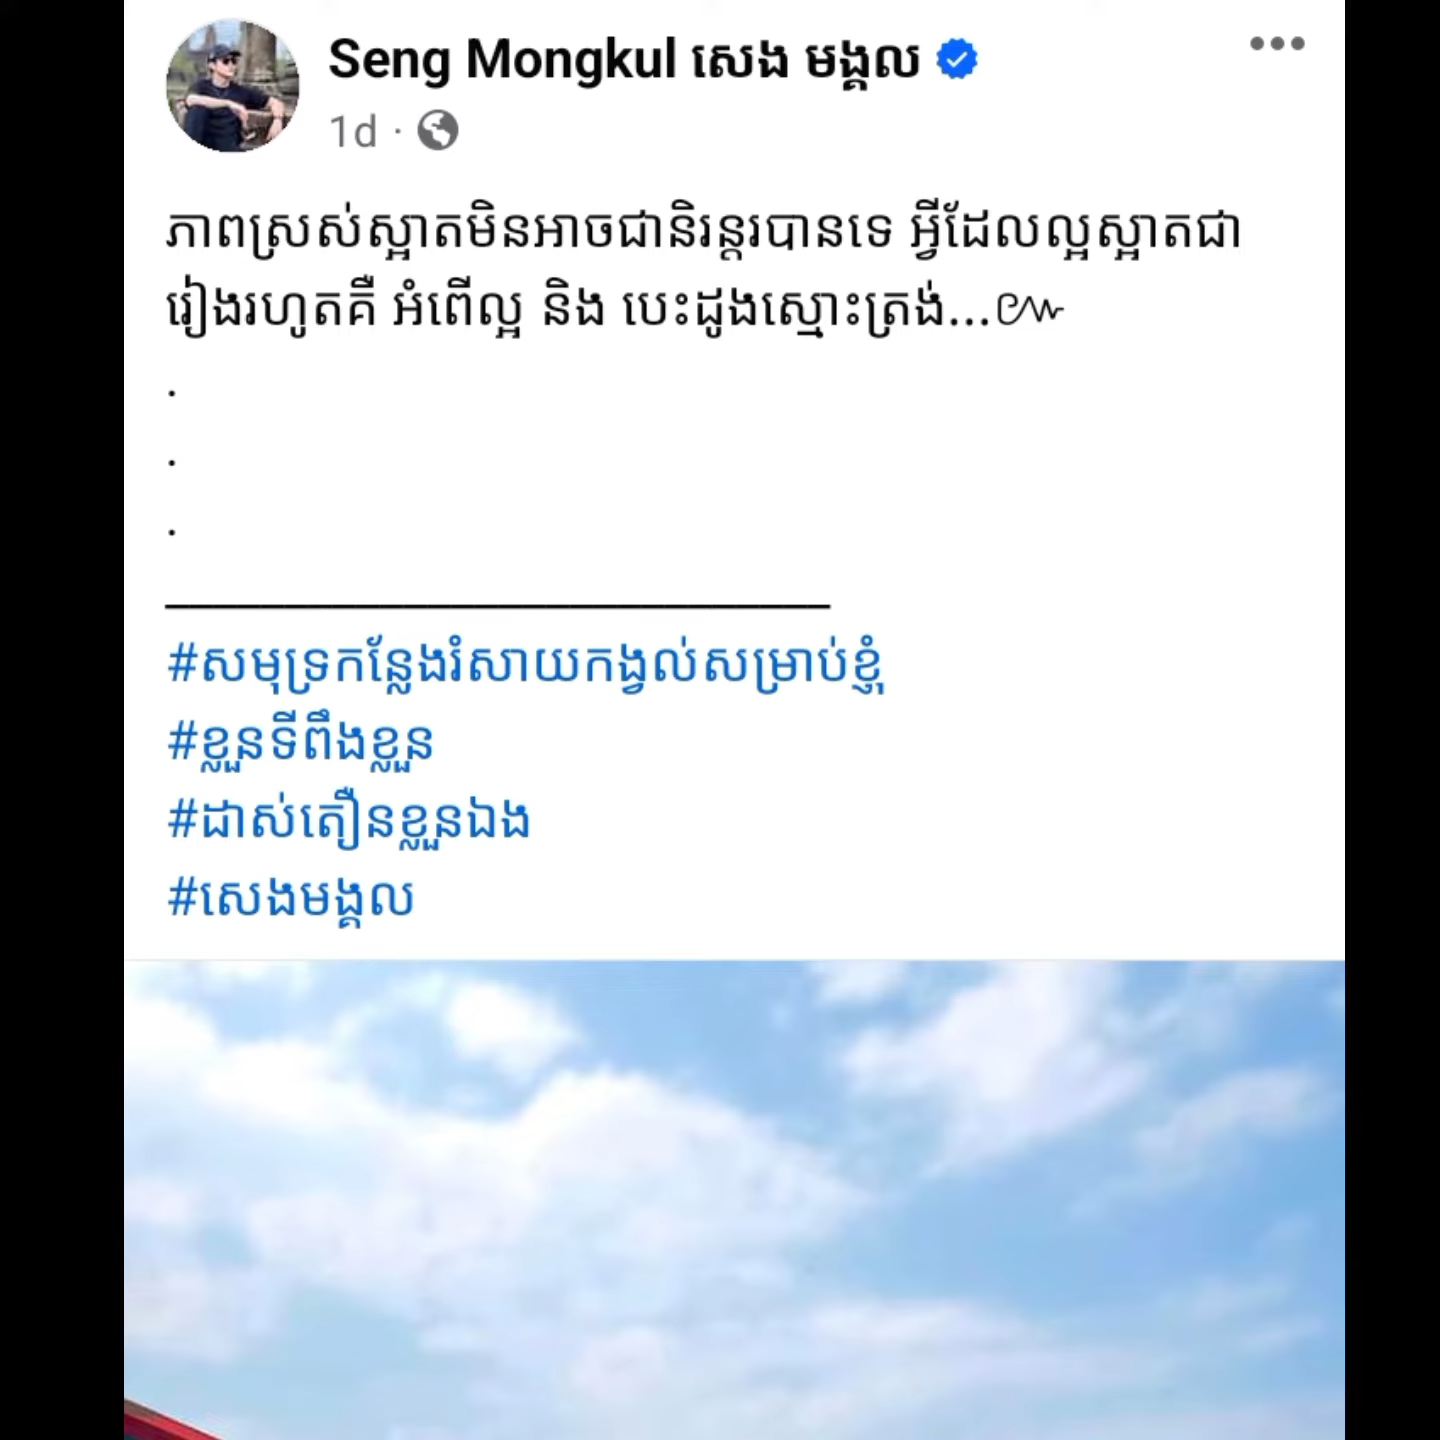 Seng Mongkul សេង មង្គល
1d ·
ភាពស្រស់ស្អាតមិនអាចជានិរន្តរបានទេ អ្វីដែលល្អស្អាតជា
រៀងរហូតគឺ អំពើល្អ និង បេះដូងស្មោះត្រង់...៚
.
.
.
____________________________
#សមុទ្រកន្លែងរំសាយកង្វល់សម្រាប់ខ្ញុំ
#ខ្លួនទីពឹងខ្លួន
#ដាស់តឿនខ្លួនឯង
#សេងមង្គល